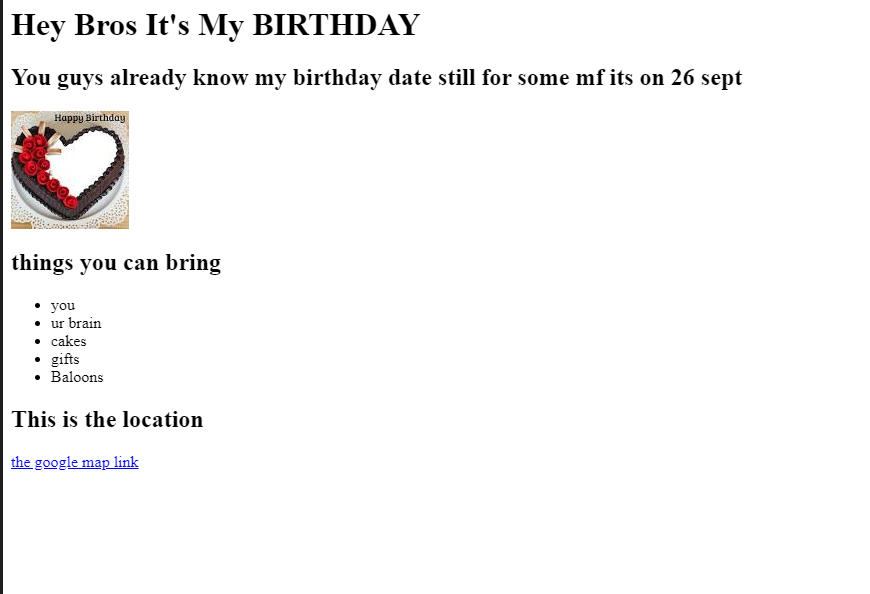 Hey Bros It's My BIRTHDAY
You guys already know my birthday date still for some mf its on 26 sept
Happy Birthday
things you can bring
you
ur brain
cakes
gifts
Baloons
This is the location
the google map link